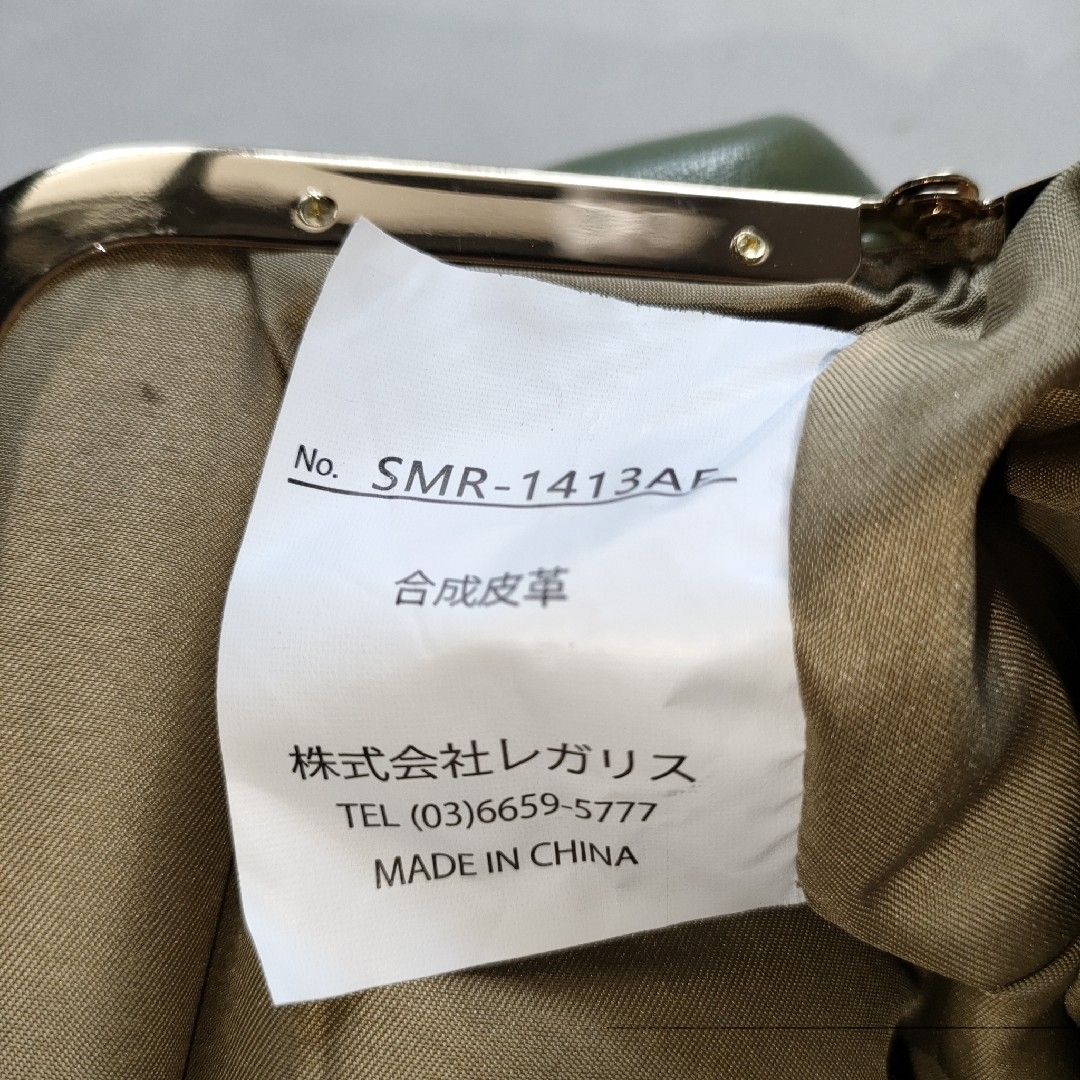 No. SMR-1413AF
合成皮革
株式会社レガリス
TEL (03)6659-5777
MADE IN CHINA